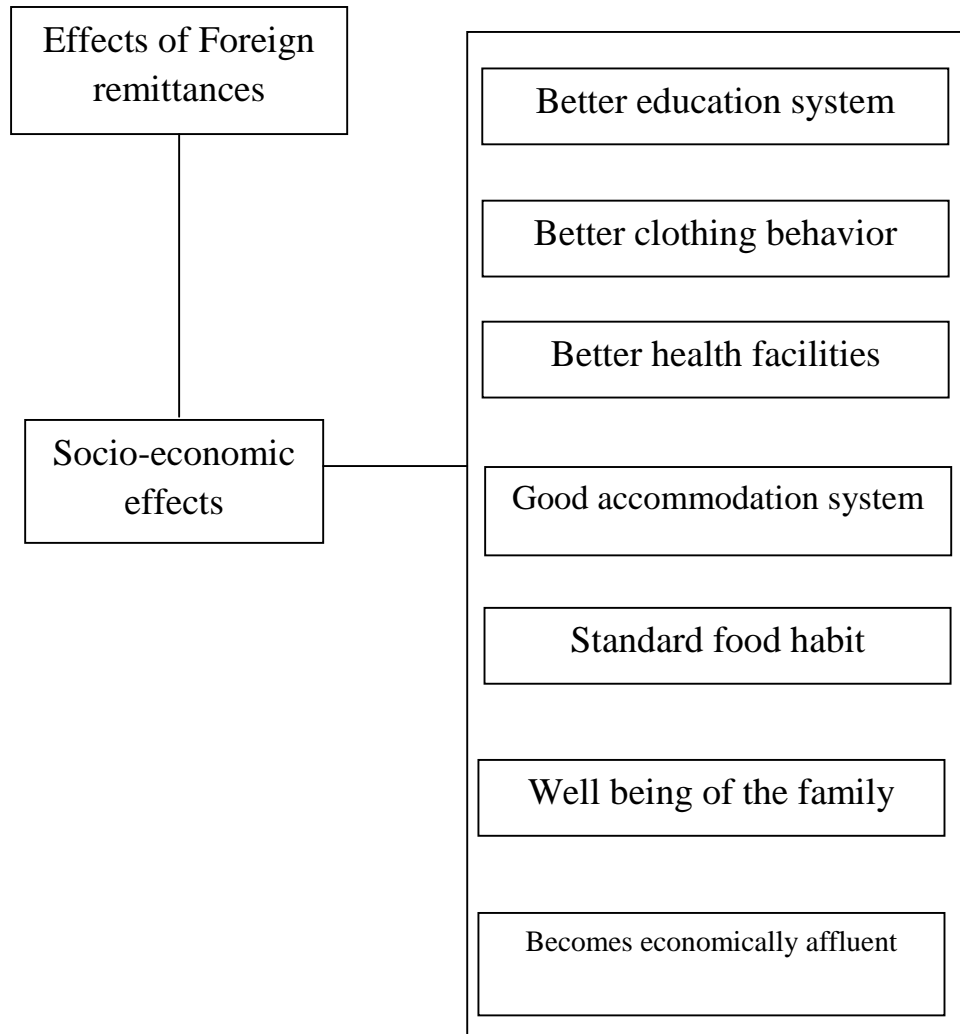 Effects of Foreign
remittances
Socio-economic
effects
Better education system
Better clothing behavior
Better health facilities
Good accommodation system
Standard food habit
Well being of the family
Becomes economically affluent